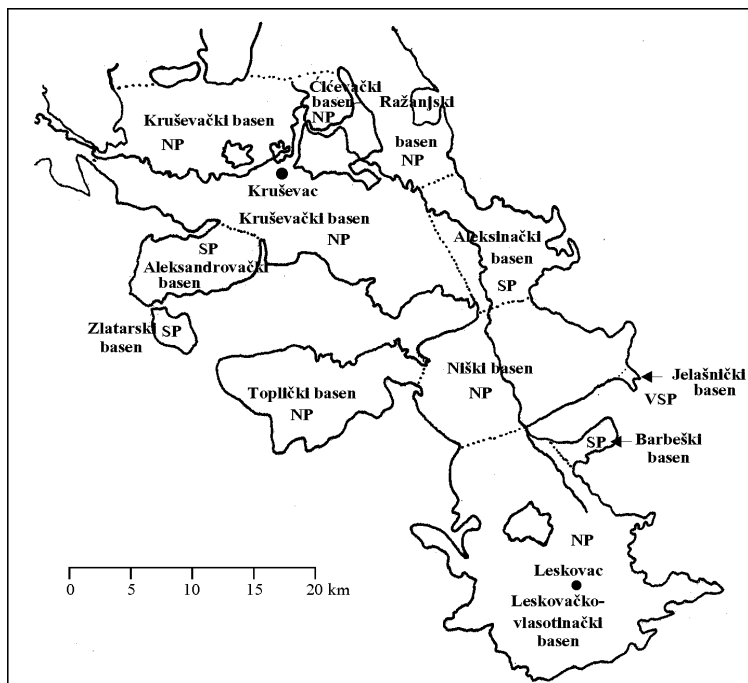 Ćićevački
basen
NP
Ražanjski
basen
NP
Kruševački basen
NP
Kruševac
Kruševački basen
NP
SP
Aleksandrovački
basen
Aleksinački
basen
SP
Zlatarski
basen
SP
Toplički basen
NP
Niški basen
NP
Jelašnički
basen
VSP
SP
Barbeški
basen
NP
Leskovac
Leskovačko-
vlasotinački
basen
0 5 10 15 20 km